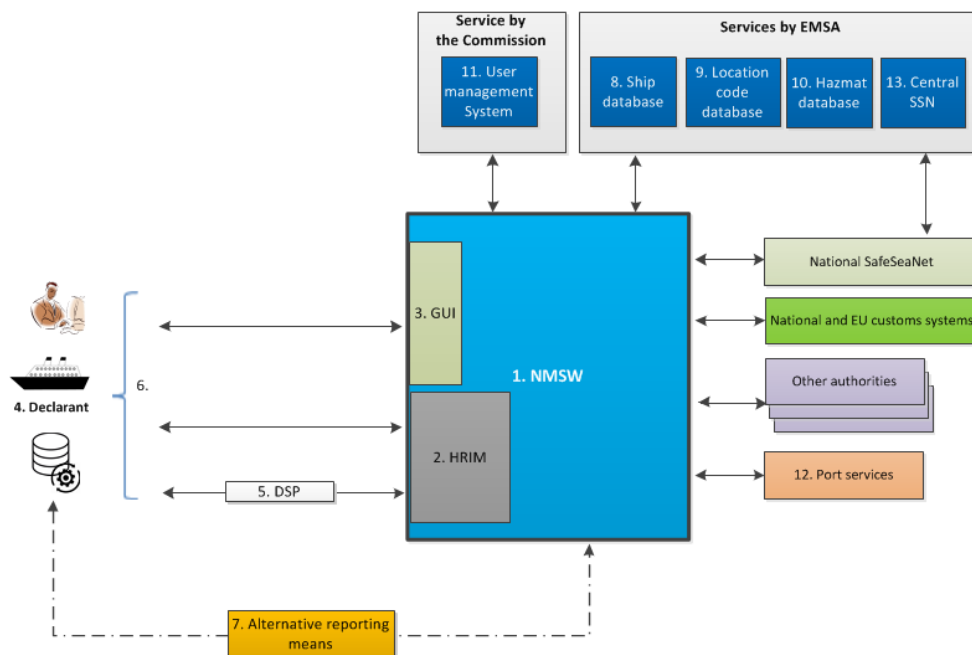 Service by
the Commission
11. User
management
System
Services by EMSA
8. Ship
database
9. Location
code
database
10. Hazmat
database
13. Central
SSN
3. GUI
1. NMSW
2. HRIM
National SafeSeaNet
National and EU customs systems
Other authorities
12. Port services
6.
4. Declarant
5. DSP
7. Alternative reporting
means